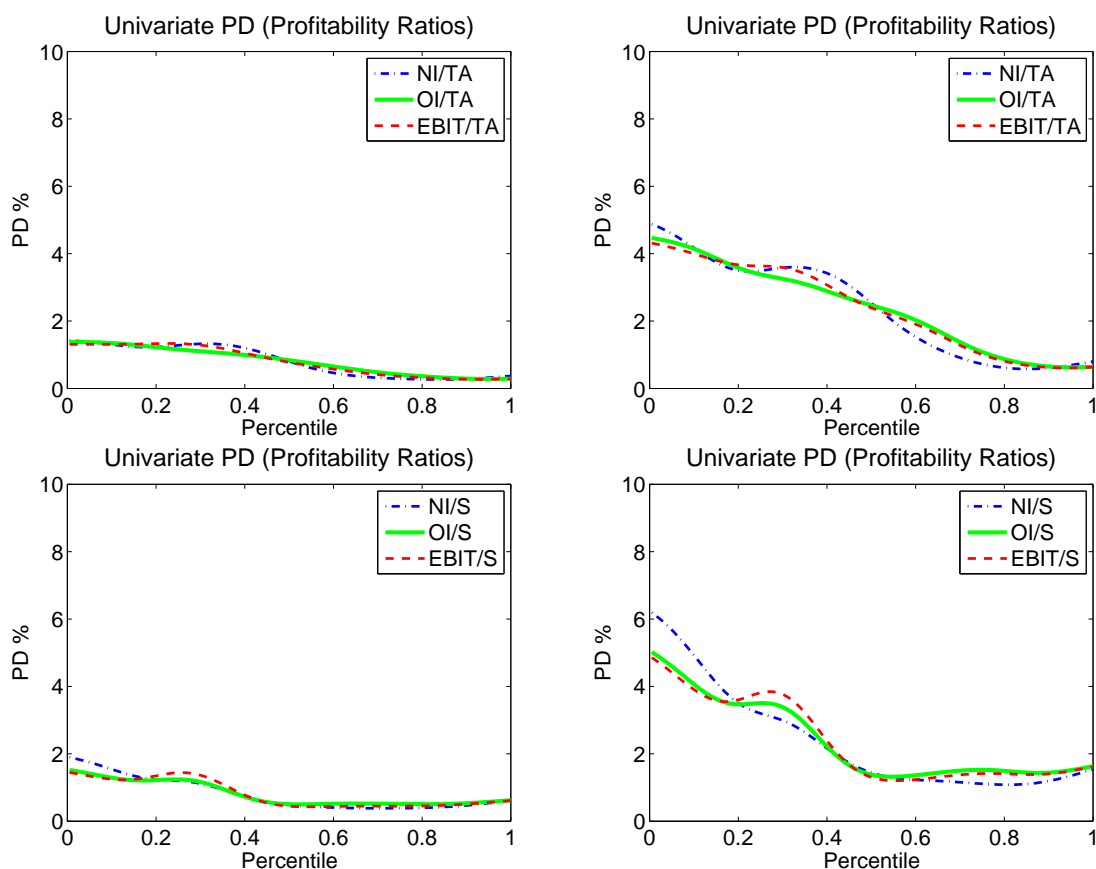 Univariate PD (Profitability Ratios)
10
8
6
4
2
0
PD %
NI/TA
OI/TA
EBIT/TA
0 0.2 0.4 0.6 0.8 1
Percentile
Univariate PD (Profitability Ratios)
10
8
6
4
2
0
PD %
NI/TA
OI/TA
EBIT/TA
0 0.2 0.4 0.6 0.8 1
Percentile
Univariate PD (Profitability Ratios)
10
8
6
4
2
0
PD %
NI/S
OI/S
EBIT/S
0 0.2 0.4 0.6 0.8 1
Percentile
Univariate PD (Profitability Ratios)
10
8
6
4
2
0
PD %
NI/S
OI/S
EBIT/S
0 0.2 0.4 0.6 0.8 1
Percentile